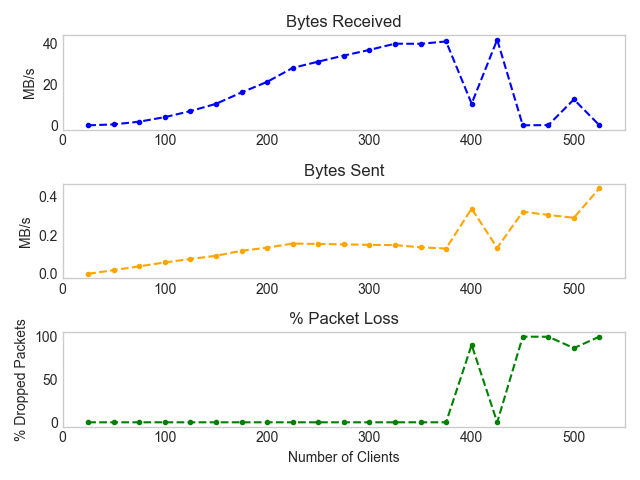 Bytes Received
40
20
0
MB/s
0 100 200 300 400 500
Bytes Sent
0.4
0.2
0.0
MB/s
0 100 200 300 400 500
% Packet Loss
100
50
0
% Dropped Packets
0 100 200 300 400 500
Number of Clients